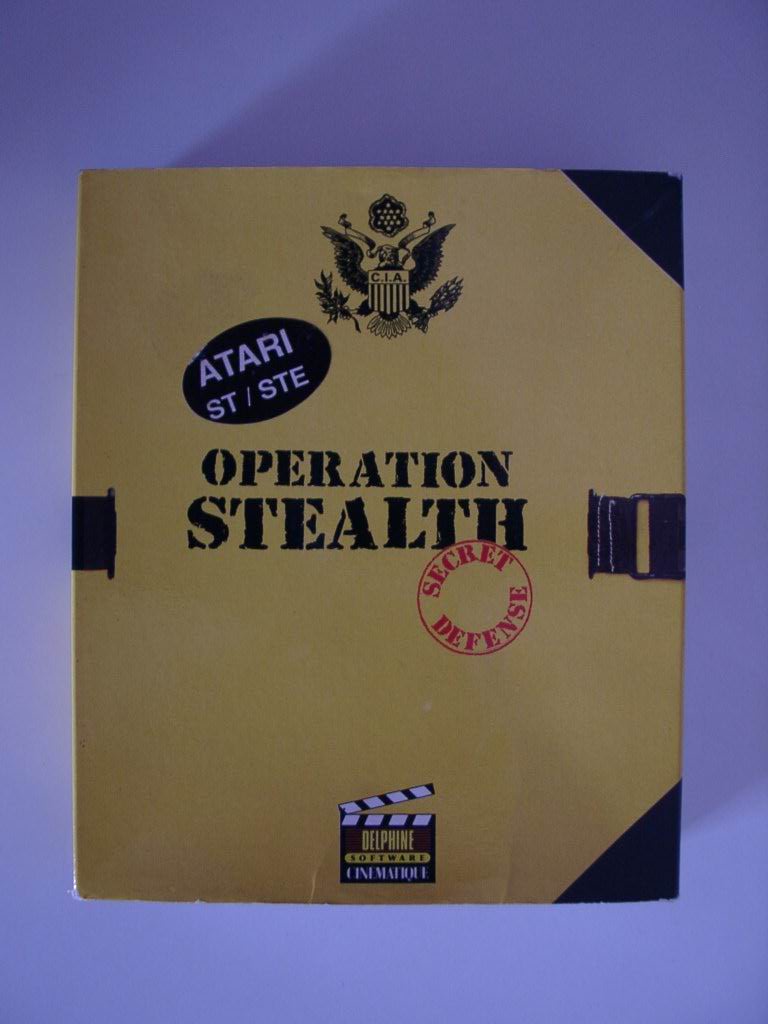 C.I.A.
ATARI
ST / STE
OPERATION
STEALTH
SECRET
DEFENSE
DELPHINE
SOFTWARE
CINEMATIQUE